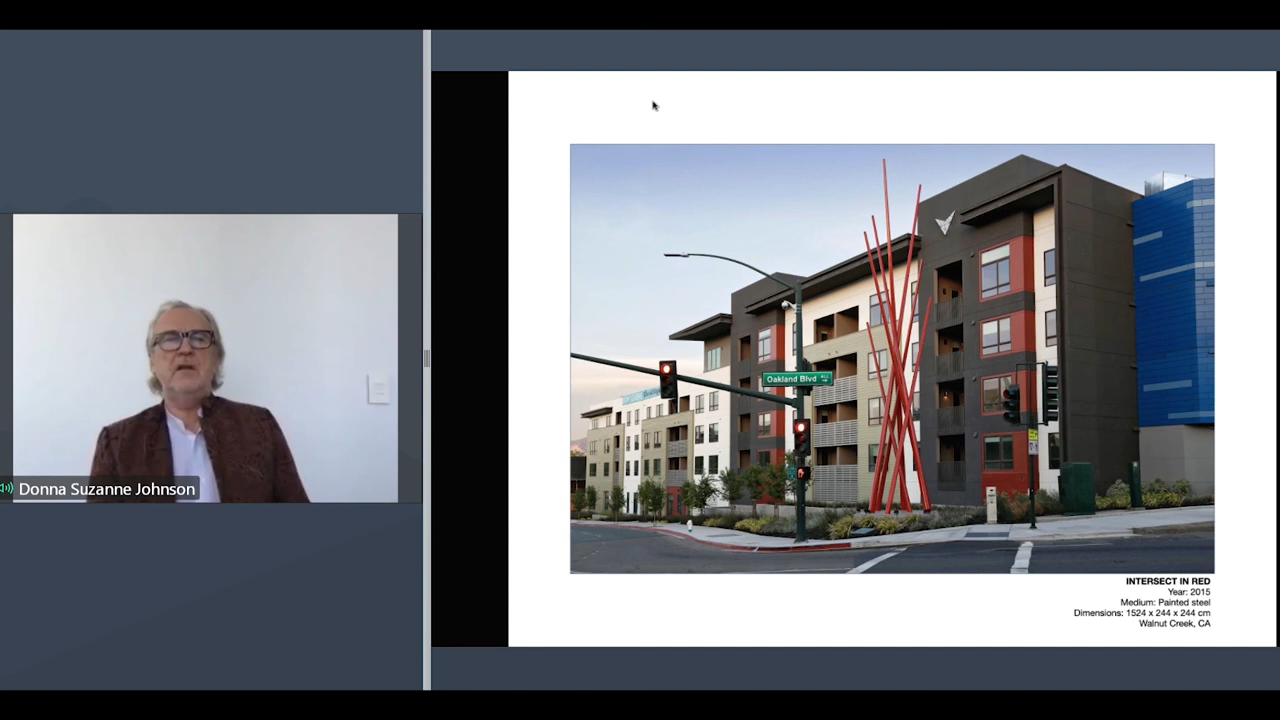 Donna Suzanne Johnson
Oakland Blvd
INTERSECT IN RED
Year: 2015
Medium: Painted steel
Dimensions: 1524 x 244 x 244 cm
Walnut Creek, CA